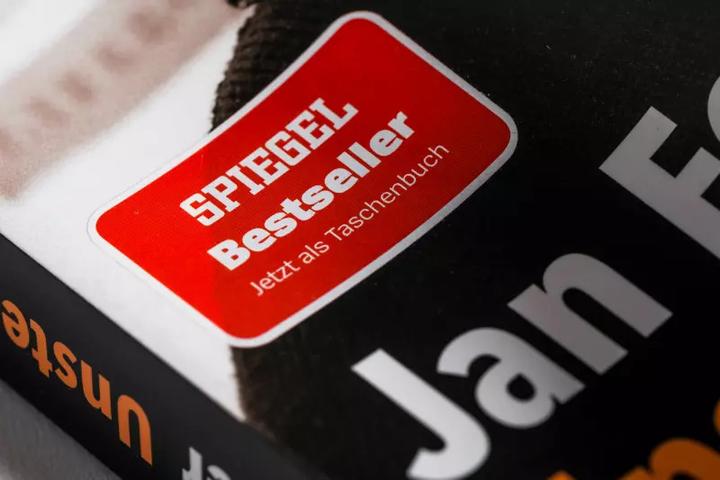 SPIEGEL
Bestseller
Jetzt als Taschenbuch
Jan
Unste